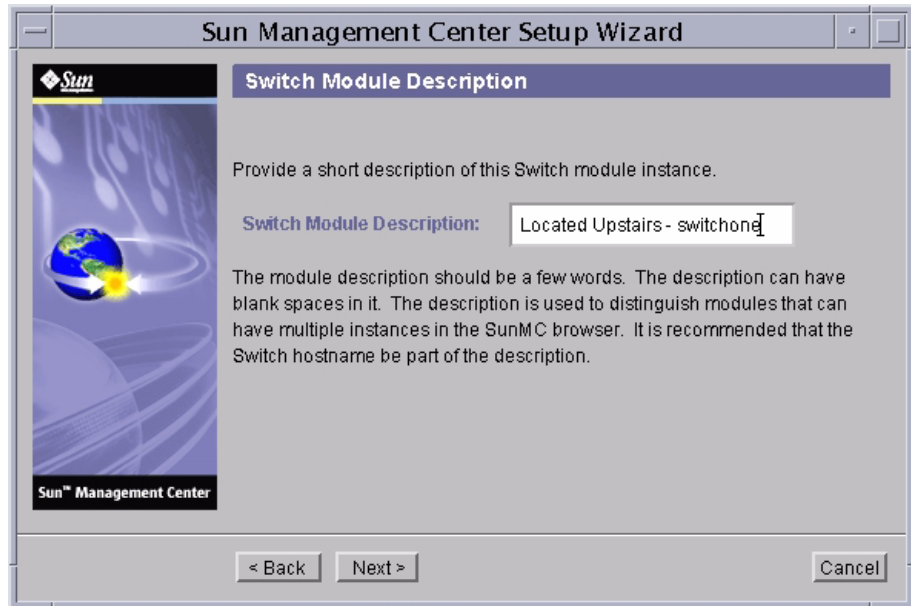 Sun Management Center Setup Wizard
Sun
Switch Module Description
Provide a short description of this Switch module instance.
Switch Module Description: Located Upstairs - switchone
The module description should be a few words. The description can have
blank spaces in it. The description is used to distinguish modules that can
have multiple instances in the SunMC browser. It is recommended that the
Switch hostname be part of the description.
Sun™ Management Center
< Back Next > Cancel